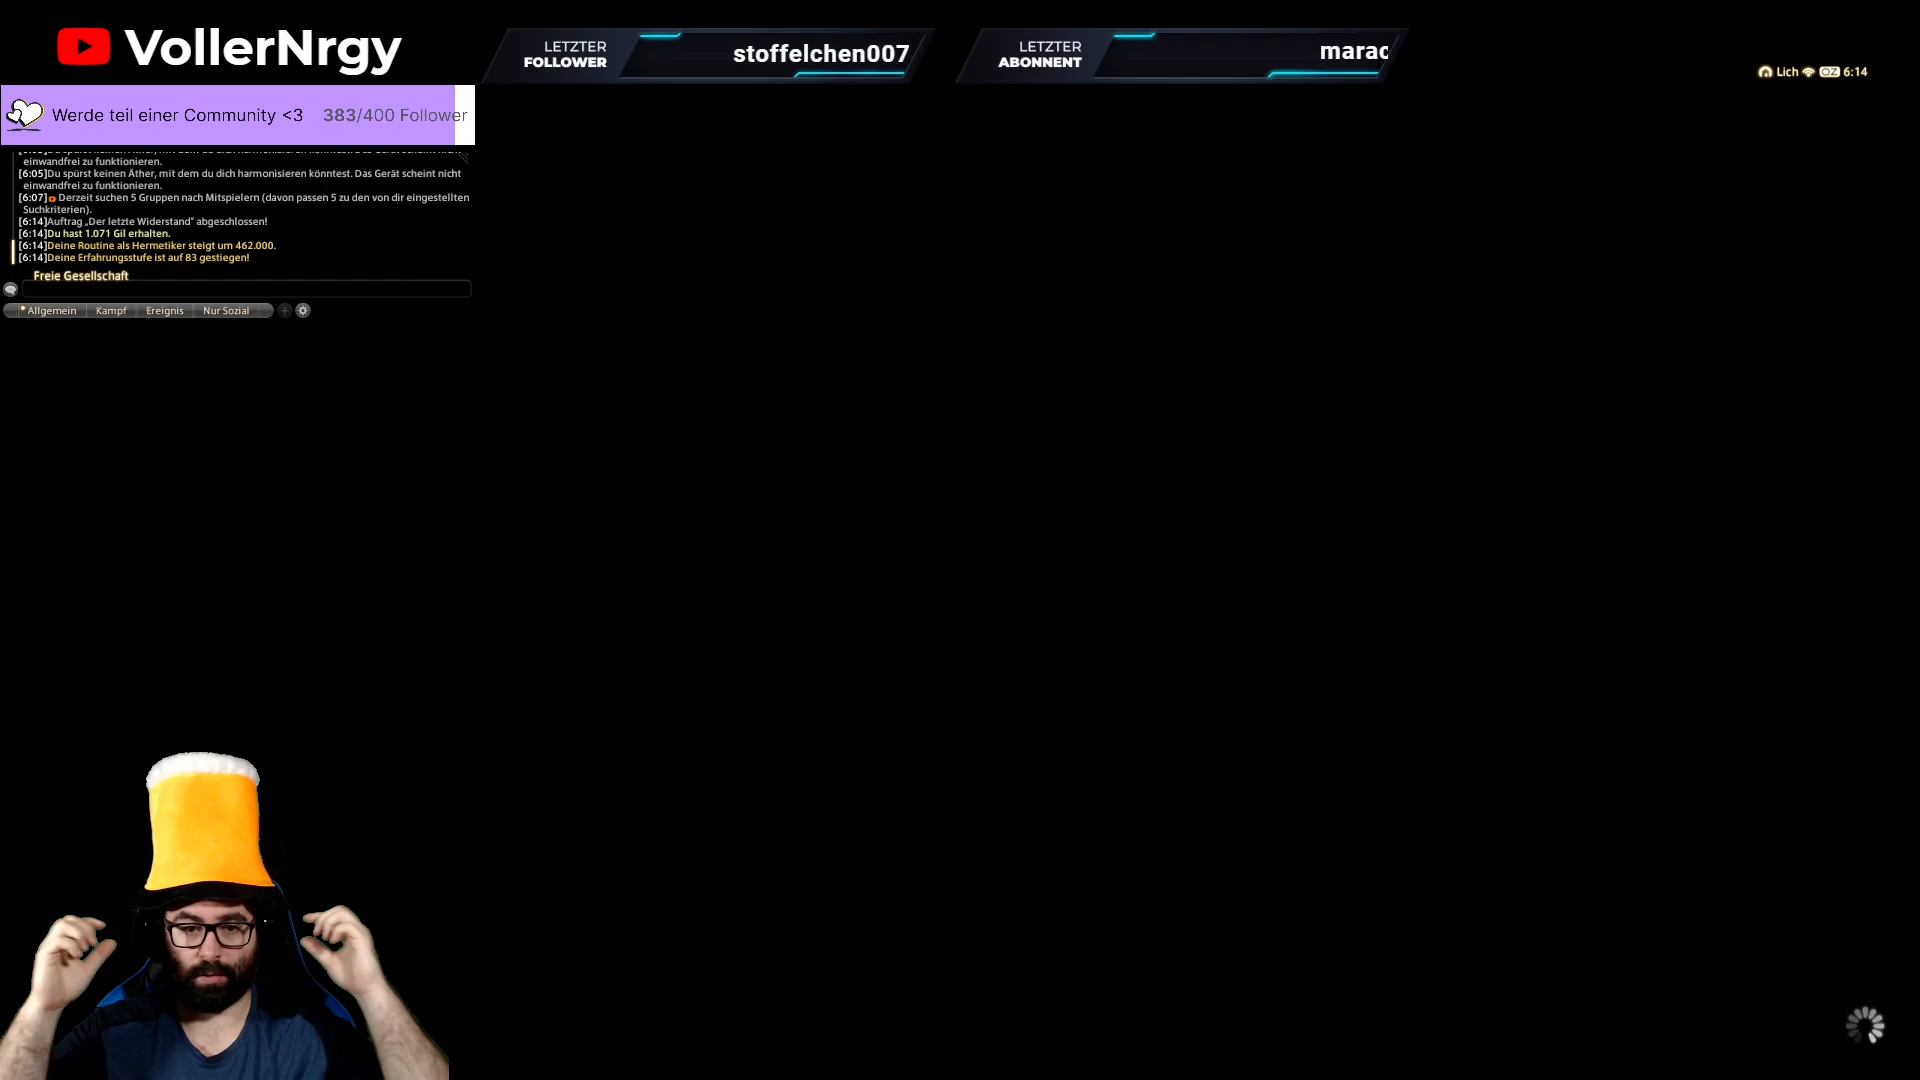 VollerNrgy
LETZTER
FOLLOWER
stoffelchen007
LETZTER
ABONNENT
marac
Lich OZ 6:14
Werde teil einer Community <3 383/400 Follower
einwandfrei zu funktionieren.
[6:05]Du spürst keinen Äther, mit dem du dich harmonisieren könntest. Das Gerät scheint nicht
einwandfrei zu funktionieren.
[6:07] Derzeit suchen 5 Gruppen nach Mitspielern (davon passen 5 zu den von dir eingestellten
Suchkriterien).
[6:14]Auftrag „Der letzte Widerstand“ abgeschlossen!
[6:14]Du hast 1.071 Gil erhalten.
[6:14]Deine Routine als Hermetiker steigt um 462.000.
[6:14]Deine Erfahrungsstufe ist auf 83 gestiegen!
Freie Gesellschaft
Allgemein Kampf Ereignis Nur Sozial